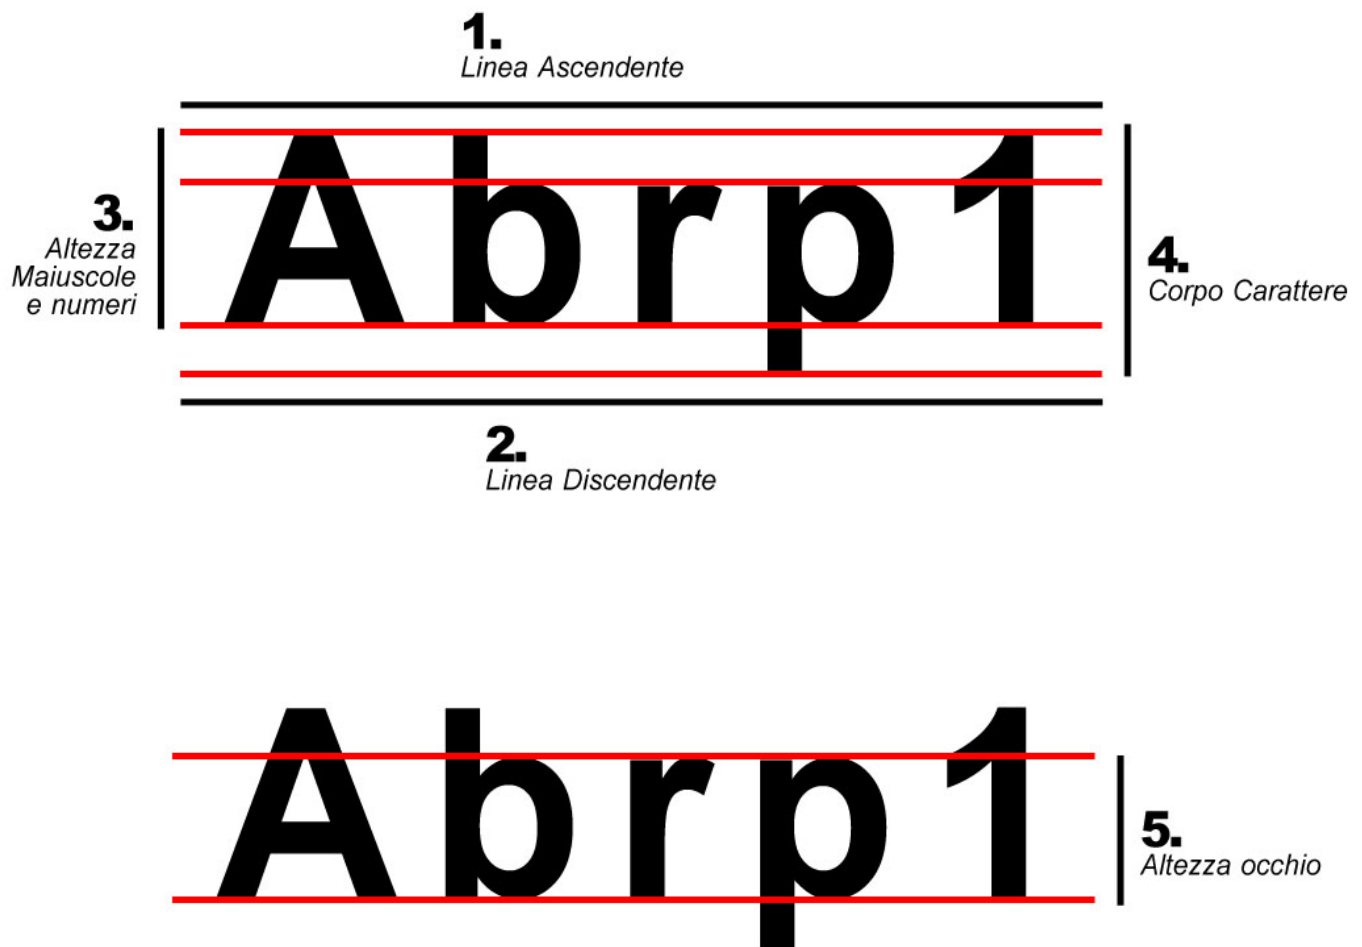 1.
Linea Ascendente
Abrp1
3.
Altezza
Maiuscole
e numeri
4.
Corpo Carattere
2.
Linea Discendente
Abrp1
5.
Altezza occhio